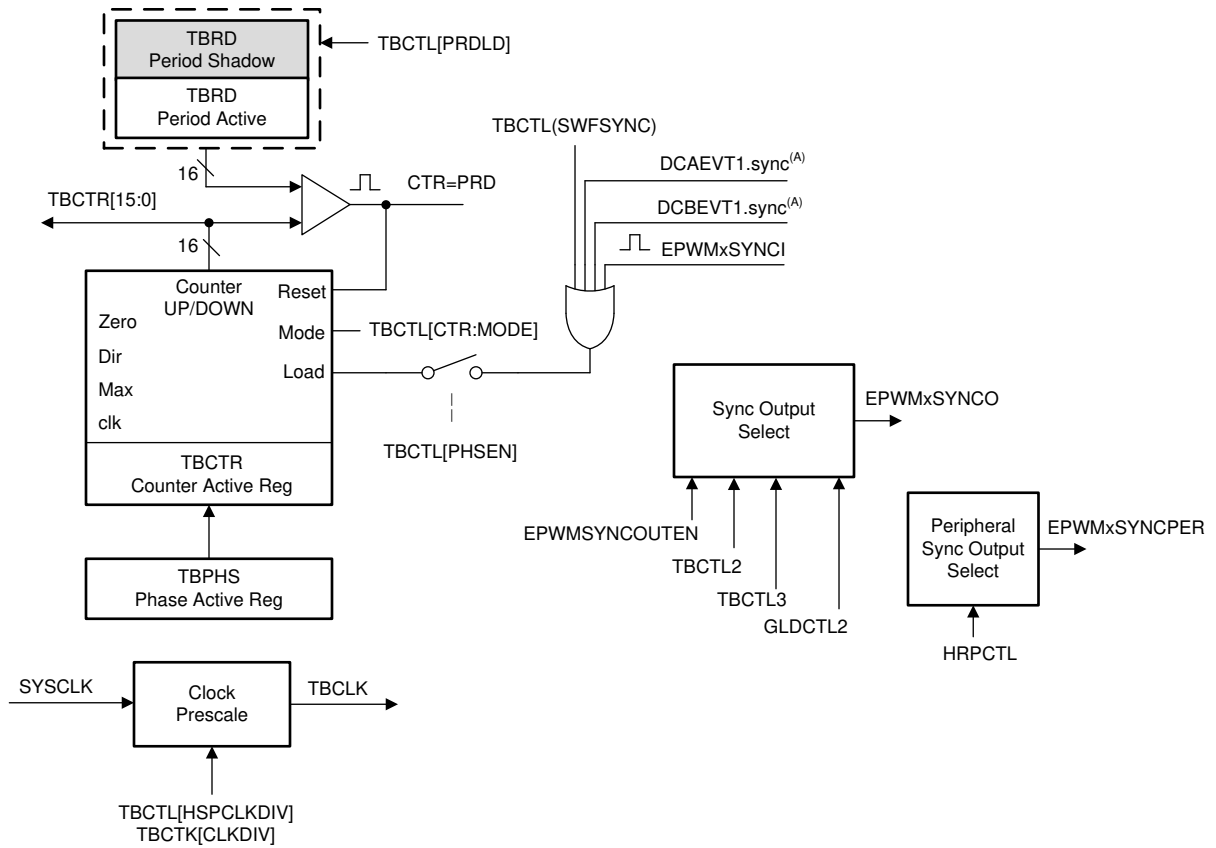 TBRD
Period Shadow
TBCTL[PRDLD]
TBRD
Period Active
16
CTR=PRD
TBCTR[15:0]
16
Counter
UP/DOWN
Reset
Zero
Mode
TBCTL[CTR:MODE]
Dir
Load
Max
clk
TBCTL[PHSEN]
TBCTR
Counter Active Reg
TBPHS
Phase Active Reg
TBCTL(SWFSYNC)
DCAEVT1.sync(A)
DCBEVT1.sync(A)
EPWMxSYNCI
Sync Output
Select
EPWMxSYNCO
EPWMSYNCOUTEN
TBCTL2
TBCTL3
GLDCTL2
Peripheral
Sync Output
Select
EPWMxSYNCPER
HRPCTL
SYSCLK
Clock
Prescale
TBCLK
TBCTL[HSPCLKDIV]
TBCTK[CLKDIV]